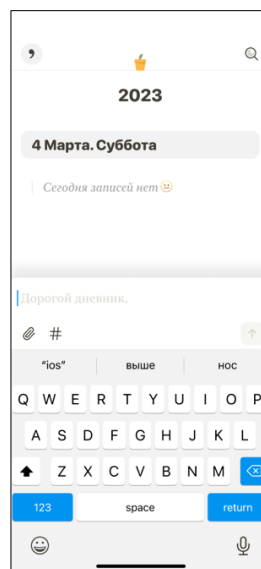 2023
4 Марта. Суббота
Сегодня записей нет 😕
Дорогой дневник,
#
"ios" выше нос
Q W E R T Y U I O P
A S D F G H J K L
Z X C V B N M
123 space return